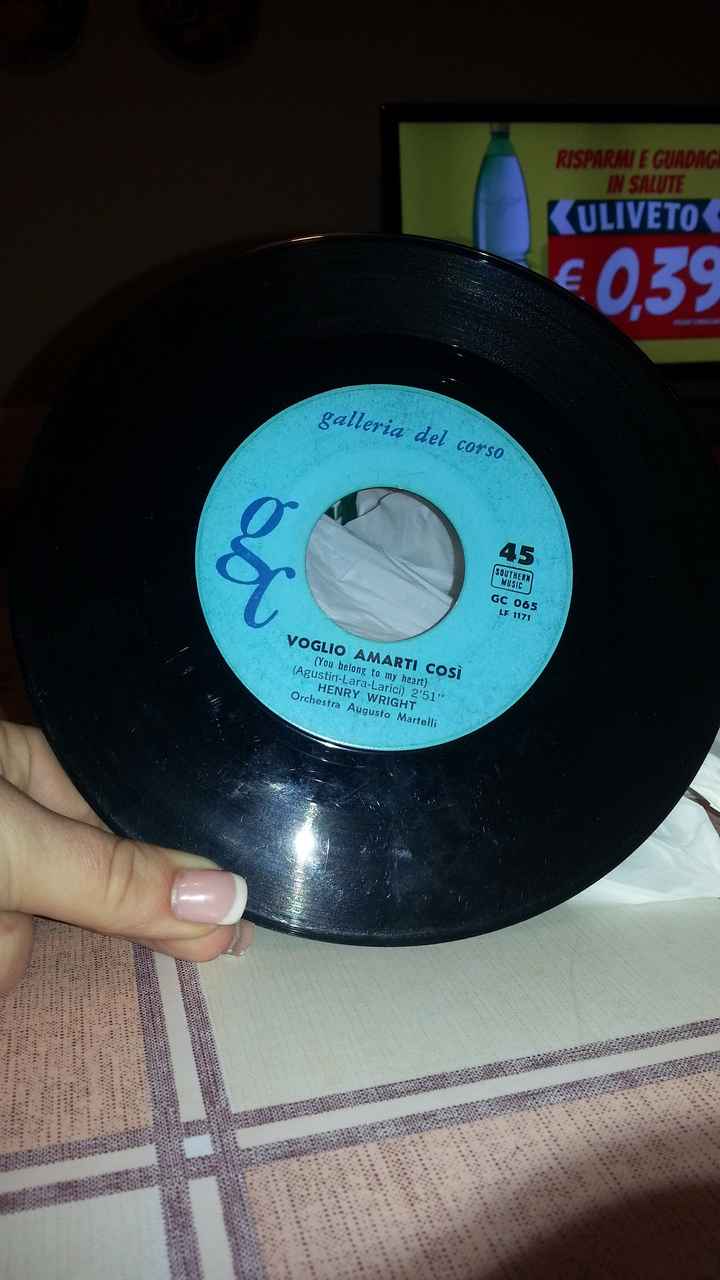 RISPARMI E GUADAG
IN SALUTE
ULIVETO
€ 0,39
galleria del corso
gc
45
SOUTHERN
MUSIC
GC 065
LF 1171
VOGLIO AMARTI COSÌ
(You belong to my heart)
(Agustin-Lara-Larici) 2'51"
HENRY WRIGHT
Orchestra Augusto Martelli